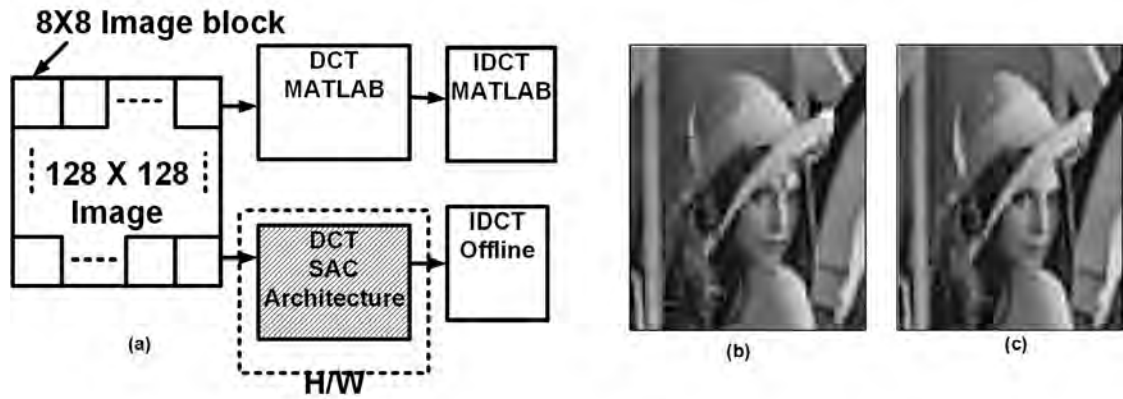 8X8 Image block
DCT
MATLAB
IDCT
MATLAB
128 X 128
Image
DCT
SAC
Architecture
IDCT
Offline
H/W
(a)
(b)
(c)